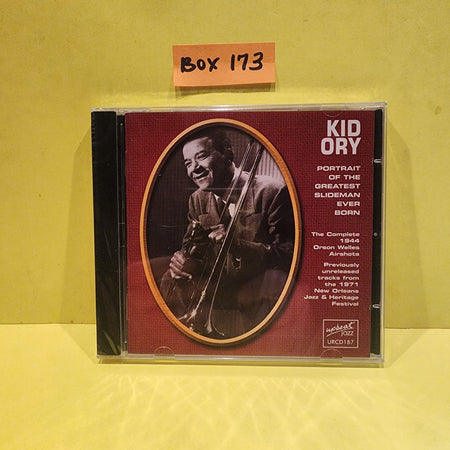 BOX 173
KID
ORY
PORTRAIT
OF THE
GREATEST
SLIDEMAN
EVER
BORN
The Complete
1944
Orson Welles
Airshots
Previously
unreleased
tracks from
the 1971
New Orleans
Jazz & Heritage
Festival
upbeat
jazz
URCD187